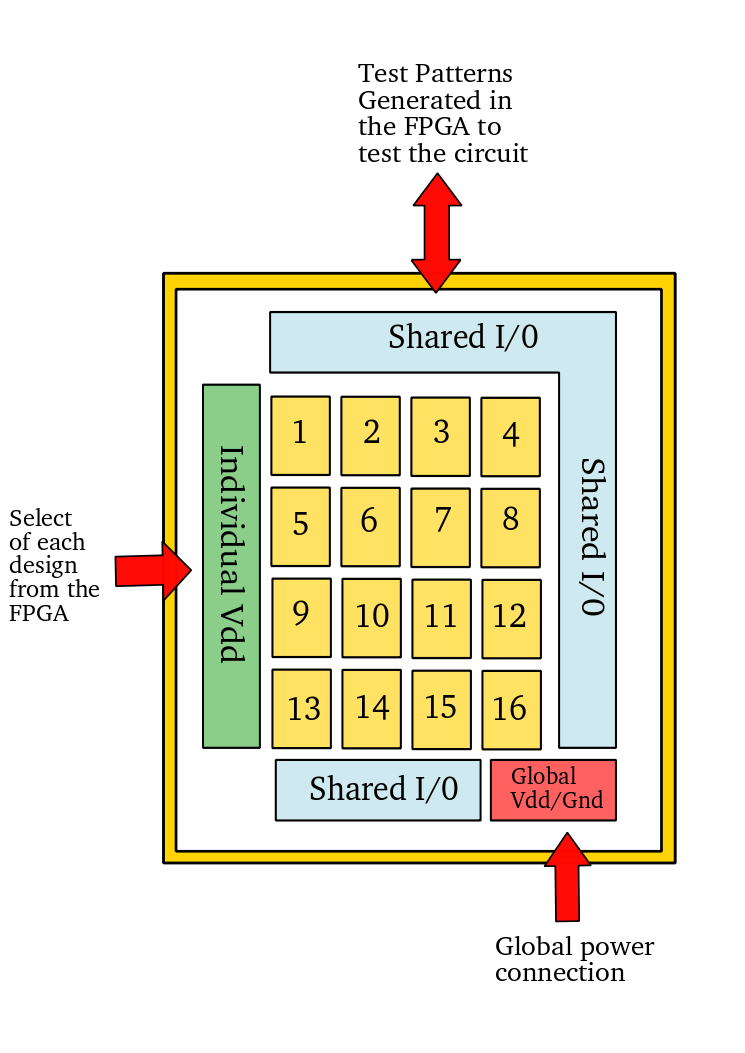 Test Patterns
Generated in
the FPGA to
test the circuit
Shared I/0
Individual Vdd
1 2 3 4
5 6 7 8
9 10 11 12
13 14 15 16
Shared I/0
Select
of each
design
from the
FPGA
Shared I/0
Global
Vdd/Gnd
Global power
connection